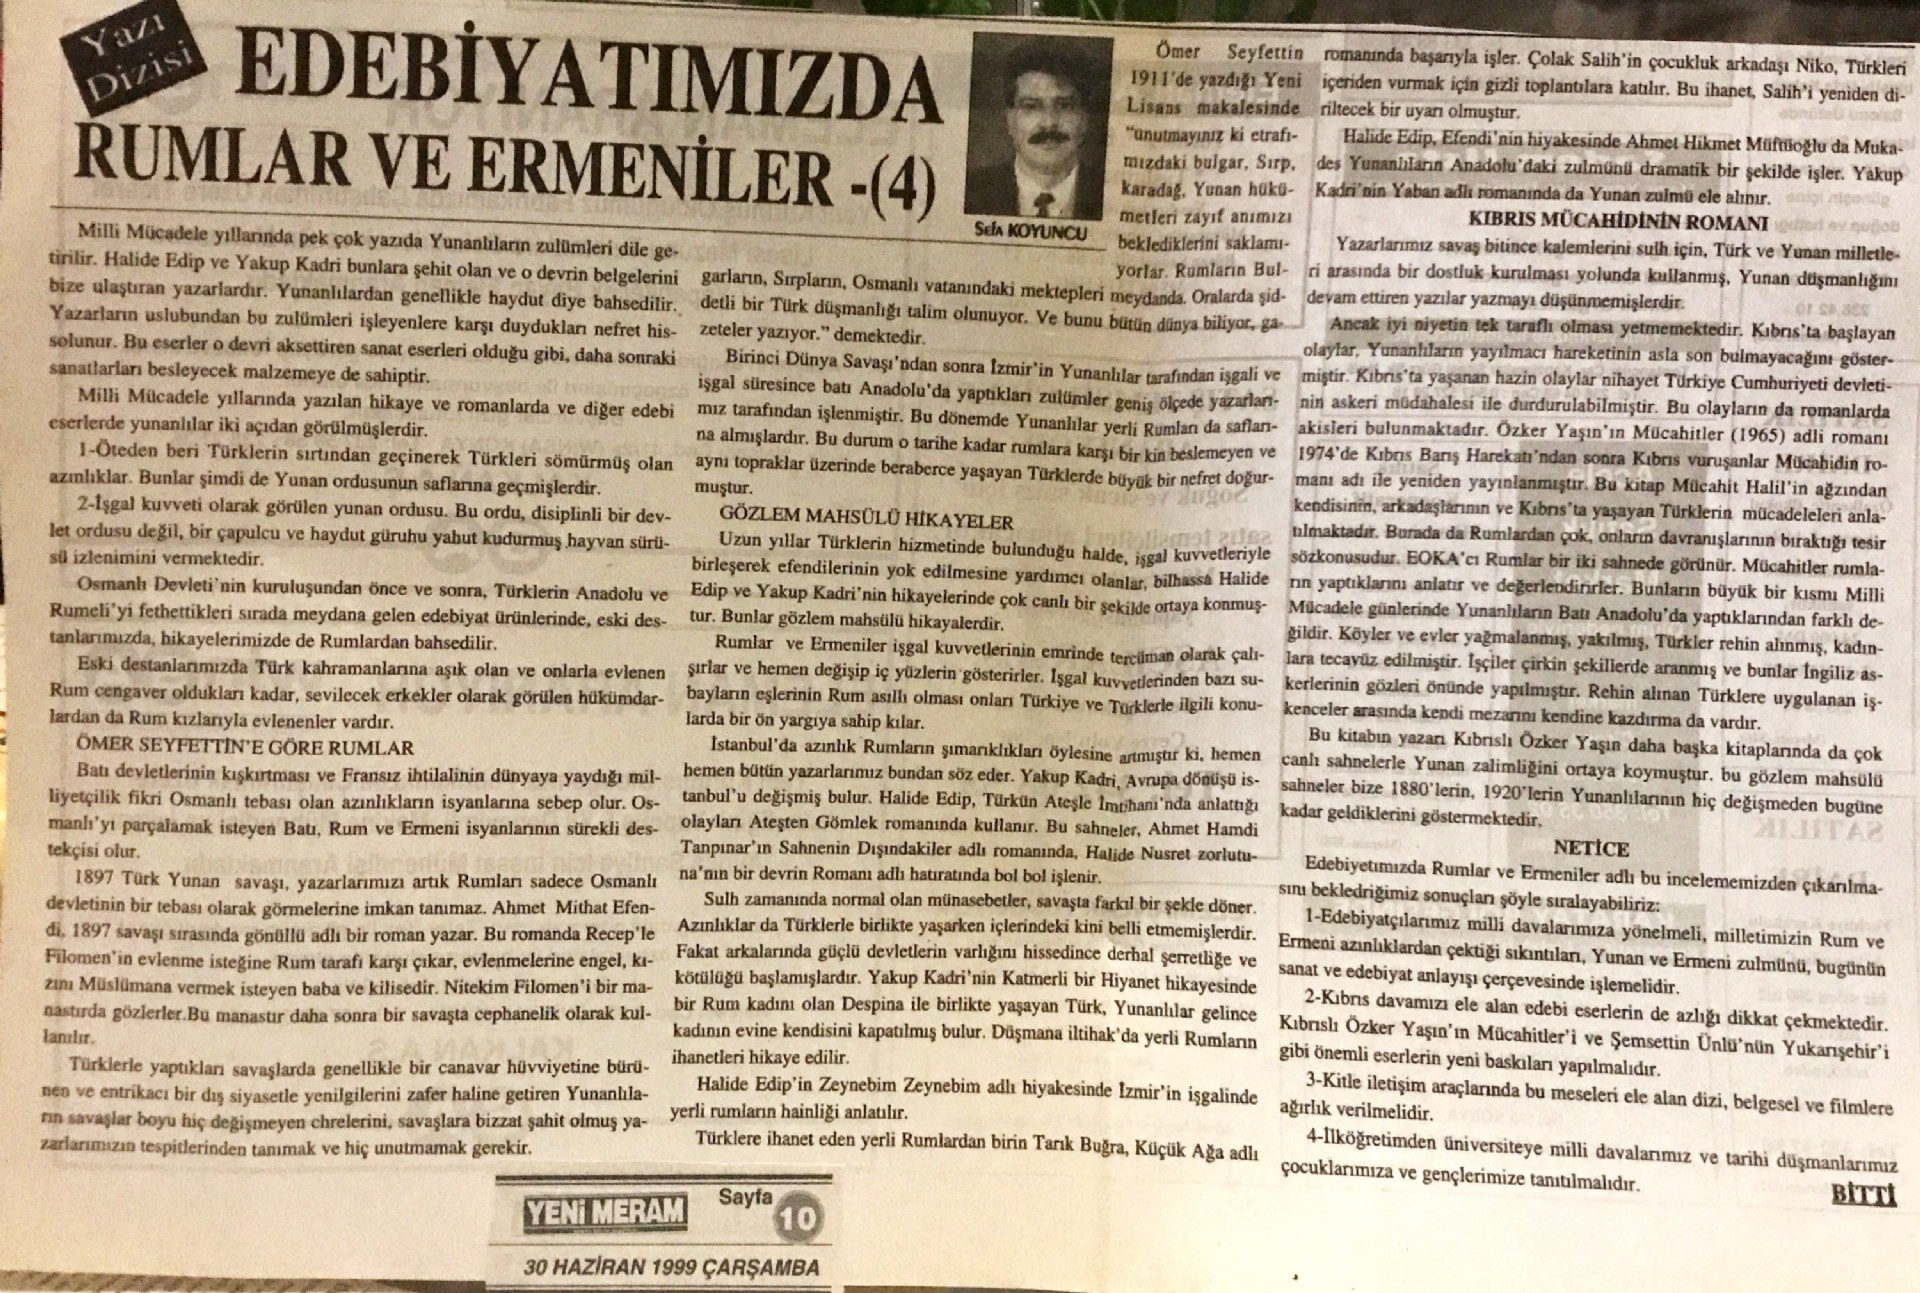 Yazı
Dizisi
EDEBİYATIMIZDA
RUMLAR VE ERMENİLER -(4)
Sefa KOYUNCU
Milli Mücadele yıllarında pek çok yazıda Yunanlıların zulümleri dile ge-
tirilir. Halide Edip ve Yakup Kadri bunlara şehit olan ve o devrin belgelerini
bize ulaştıran yazarlardır. Yunanlılardan genellikle haydut diye bahsedilir.
Yazarların uslubundan bu zulümleri işleyenlere karşı duydukları nefret his-
solunur. Bu eserler o devri aksettiren sanat eserleri olduğu gibi, daha sonraki
sanatları besleyecek malzemeye de sahiptir.
Milli Mücadele yıllarında yazılan hikaye ve romanlarda ve diğer edebi
eserlerde yunanlılar iki açıdan görülmüşlerdir.
1-Öteden beri Türklerin sırtından geçinerek Türkleri sömürmüş olan
azınlıklar. Bunlar şimdi de Yunan ordusunun saflarına geçmişlerdir.
2-İşgal kuvveti olarak görülen yunan ordusu. Bu ordu, disiplinli bir dev-
let ordusu değil, bir çapulcu ve haydut güruhu yahut kudurmuş hayvan sürü-
sü izlenimini vermektedir.
Osmanlı Devleti'nin kuruluşundan önce ve sonra, Türklerin Anadolu ve
Rumeli'yi fethettikleri sırada meydana gelen edebiyat ürünlerinde, eski des-
tanlarımızda, hikayelerimizde de Rumlardan bahsedilir.
Eski destanlarımızda Türk kahramanlarına aşık olan ve onlarla evlenen
Rum cengaver oldukları kadar, sevilecek erkekler olarak görülen hükümdar-
lardan da Rum kızlarıyla evlenenler vardır.
ÖMER SEYFETTİN'E GÖRE RUMLAR
Batı devletlerinin kışkırtması ve Fransız ihtilalinin dünyaya yaydığı mil-
liyetçilik fikri Osmanlı tebası olan azınlıkların isyanlarına sebep olur. Os-
manlı'yı parçalamak isteyen Batı, Rum ve Ermeni isyanlarının sürekli des-
tekçisi olur.
1897 Türk Yunan savaşı, yazarlarımızı artık Rumları sadece Osmanlı
devletinin bir tebası olarak görmelerine imkan tanımaz. Ahmet Mithat Efen-
di, 1897 savaşı sırasında gönüllü adlı bir roman yazar. Bu romanda Recep'le
Filomen'in evlenme isteğine Rum tarafı karşı çıkar, evlenmelerine engel, kı-
zını Müslümana vermek isteyen baba ve kilisedir. Nitekim Filomen'i bir ma-
nastırda gözlerler.Bu manastır daha sonra bir savaşta cephanelik olarak kul-
lanılır.
Türklerle yaptıkları savaşlarda genellikle bir canavar hüvviyetine bürü-
nen ve entrikacı bir dış siyasetle yenilgilerini zafer haline getiren Yunanlıla-
rın savaşlar boyu hiç değişmeyen chrelerini, savaşlara bizzat şahit olmuş ya-
zarlarımızın tespitlerinden tanımak ve hiç unutmamak gerekir.
Ömer Seyfettin
1911'de yazdığı Yeni
Lisans makalesinde
"unutmayınız ki etrafı-
mızdaki bulgar, Sırp,
karadağ, Yunan hükü-
metleri zayıf anımızı
beklediklerini saklamı-
yorlar. Rumların Bul-
garların, Sırpların, Osmanlı vatanındaki mektepleri meydanda. Oralarda şid-
detli bir Türk düşmanlığı talim olunuyor. Ve bunu bütün dünya biliyor, ga-
zeteler yazıyor." demektedir.
Birinci Dünya Savaşı'ndan sonra İzmir'in Yunanlılar tarafından işgali ve
işgal süresince batı Anadolu'da yaptıkları zulümler geniş ölçede yazarları-
mız tarafından işlenmiştir. Bu dönemde Yunanlılar yerli Rumları da safları-
na almışlardır. Bu durum o tarihe kadar rumlara karşı bir kin beslemeyen ve
aynı topraklar üzerinde beraberce yaşayan Türklerde büyük bir nefret doğur-
muştur.
GÖZLEM MAHSÜLÜ HİKAYELER
Uzun yıllar Türklerin hizmetinde bulunduğu halde, işgal kuvvetleriyle
birleşerek efendilerinin yok edilmesine yardımcı olanlar, bilhassa Halide
Edip ve Yakup Kadri'nin hikayelerinde çok canlı bir şekilde ortaya konmuş-
tur. Bunlar gözlem mahsülü hikayalerdir.
Rumlar ve Ermeniler işgal kuvvetlerinin emrinde tercüman olarak çalı-
şırlar ve hemen değişip iç yüzlerin gösterirler. İşgal kuvvetlerinden bazı su-
bayların eşlerinin Rum asıllı olması onları Türkiye ve Türklerle ilgili konu-
larda bir ön yargıya sahip kılar.
İstanbul'da azınlık Rumların şımarıklıkları öylesine artmıştır ki, hemen
hemen bütün yazarlarımız bundan söz eder. Yakup Kadri, Avrupa dönüşü is-
tanbul'u değişmiş bulur. Halide Edip, Türkün Ateşle İmtihanı'nda anlattığı
olayları Ateşten Gömlek romanında kullanır. Bu sahneler, Ahmet Hamdi
Tanpınar'ın Sahnenin Dışındakiler adlı romanında, Halide Nusret zorlutu-
na'nın bir devrin Romanı adlı hatıratında bol bol işlenir.
Sulh zamanında normal olan münasebetler, savaşta farkıl bir şekle döner.
Azınlıklar da Türklerle birlikte yaşarken içlerindeki kini belli etmemişlerdir.
Fakat arkalarında güçlü devletlerin varlığını hissedince derhal şerretliğe ve
kötülüğü başlamışlardır. Yakup Kadri'nin Katmerli bir Hiyanet hikayesinde
bir Rum kadını olan Despina ile birlikte yaşayan Türk, Yunanlılar gelince
kadının evine kendisini kapatılmış bulur. Düşmana iltihak'da yerli Rumların
ihanetleri hikaye edilir.
Halide Edip'in Zeynebim Zeynebim adlı hiyakesinde İzmir'in işgalinde
yerli rumların hainliği anlatılır.
Türklere ihanet eden yerli Rumlardan birin Tarık Buğra, Küçük Ağa adlı
romanında başarıyla işler. Çolak Salih'in çocukluk arkadaşı Niko, Türkleri
içeriden vurmak için gizli toplantılara katılır. Bu ihanet, Salih'i yeniden di-
riltecek bir uyarı olmuştur.
Halide Edip, Efendi'nin hiyakesinde Ahmet Hikmet Müftüoğlu da Muka-
des Yunanlıların Anadolu'daki zulmünü dramatik bir şekilde işler. Yakup
Kadri'nin Yaban adlı romanında da Yunan zulmü ele alınır.
KIBRIS MÜCAHİDİNİN ROMANI
Yazarlarımız savaş bitince kalemlerini sulh için, Türk ve Yunan milletle-
ri arasında bir dostluk kurulması yolunda kullanmış, Yunan düşmanlığını
devam ettiren yazılar yazmayı düşünmemişlerdir.
Ancak iyi niyetin tek taraflı olması yetmemektedir. Kıbrıs'ta başlayan
olaylar, Yunanlıların yayılmacı hareketinin asla son bulmayacağını göster-
miştir. Kıbrıs'ta yaşanan hazin olaylar nihayet Türkiye Cumhuriyeti devleti-
nin askeri müdahalesi ile durdurulabilmiştir. Bu olayların da romanlarda
akisleri bulunmaktadır. Özker Yaşın'ın Mücahitler (1965) adli romanı
1974'de Kıbrıs Barış Harekatı'ndan sonra Kıbrıs vuruşanlar Mücahidin ro-
manı adı ile yeniden yayınlanmıştır. Bu kitap Mücahit Halil'in ağzından
kendisinin, arkadaşlarının ve Kıbrıs'ta yaşayan Türklerin mücadeleleri anla-
tılmaktadır. Burada da Rumlardan çok, onların davranışlarının bıraktığı tesir
sözkonusudur. EOKA'cı Rumlar bir iki sahnede görünür. Mücahitler rumla-
rın yaptıklarını anlatır ve değerlendirirler. Bunların büyük bir kısmı Milli
Mücadele günlerinde Yunanlıların Batı Anadolu'da yaptıklarından farklı de-
ğildir. Köyler ve evler yağmalanmış, yakılmış, Türkler rehin alınmış, kadın-
lara tecavüz edilmiştir. İşçiler çirkin şekillerde aranmış ve bunlar İngiliz as-
kerlerinin gözleri önünde yapılmıştır. Rehin alınan Türklere uygulanan iş-
kenceler arasında kendi mezarını kendine kazdırma da vardır.
Bu kitabın yazarı Kıbrıslı Özker Yaşın daha başka kitaplarında da çok
canlı sahnelerle Yunan zalimliğini ortaya koymuştur. bu gözlem mahsülü
sahneler bize 1880'lerin, 1920'lerin Yunanlılarının hiç değişmeden bugüne
kadar geldiklerini göstermektedir.
NETİCE
Edebiyetımızda Rumlar ve Ermeniler adlı bu incelememizden çıkarılma-
sını bekledriğimiz sonuçları şöyle sıralayabiliriz:
1-Edebiyatçılarımız milli davalarımıza yönelmeli, milletimizin Rum ve
Ermeni azınlıklardan çektiği sıkıntıları, Yunan ve Ermeni zulmünü, bugünün
sanat ve edebiyat anlayışı çerçevesinde işlemelidir.
2-Kıbrıs davamızı ele alan edebi eserlerin de azlığı dikkat çekmektedir.
Kıbrıslı Özker Yaşın'ın Mücahitler'i ve Şemsettin Ünlü'nün Yukarışehir'i
gibi önemli eserlerin yeni baskıları yapılmalıdır.
3-Kitle iletişim araçlarında bu meseleri ele alan dizi, belgesel ve filmlere
ağırlık verilmelidir.
4-İlköğretimden üniversiteye milli davalarımız ve tarihi düşmanlarımız
çocuklarımıza ve gençlerimize tanıtılmalıdır.
BİTTİ
YENİ MERAM
Sayfa
10
30 HAZİRAN 1999 ÇARŞAMBA